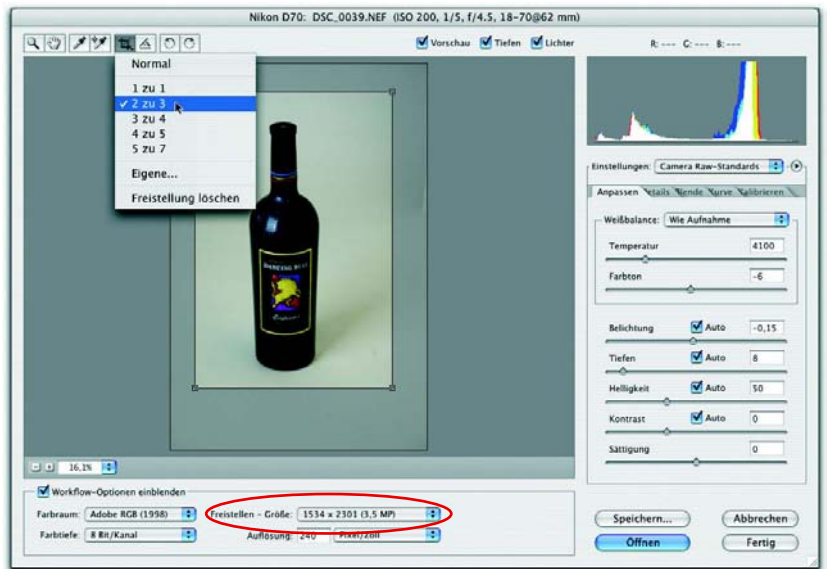 Nikon D70: DSC_0039.NEF (ISO 200, 1/5, f/4.5, 18-70@62 mm)
Vorschau Tiefen Lichter
R: --- G: --- B: ---
Normal
1 zu 1
2 zu 3
3 zu 4
4 zu 5
5 zu 7
Eigene...
Freistellung löschen
DANCING BULL
Zinfandel
Einstellungen: Camera Raw-Standards
Anpassen Details Blende Kurve Kalibrieren
Weißbalance: Wie Aufnahme
Temperatur 4100
Farbton -6
Belichtung Auto -0,15
Tiefen Auto 8
Helligkeit Auto 50
Kontrast Auto 0
Sättigung 0
16,1%
Workflow-Optionen einblenden
Farbraum: Adobe RGB (1998) Freistellen - Größe: 1534 x 2301 (3,5 MP)
Farbtiefe: 8 Bit/Kanal Auflösung: 240 Pixel/Zoll
Speichern... Abbrechen
Öffnen Fertig